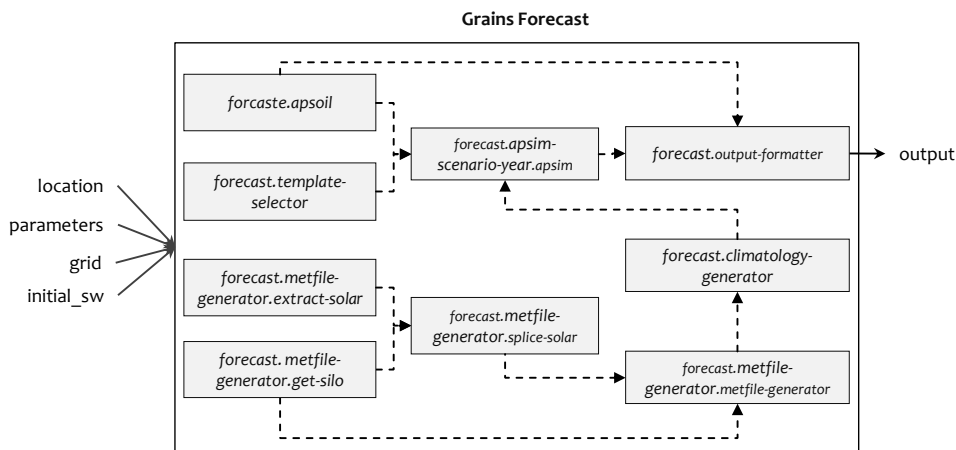 Grains Forecast
forcaste.apsoil
forecast.template-
selector
forecast.metfile-
generator.extract-solar
forecast. metfile-
generator.get-silo
forecast.apsim-
scenario-year.apsim
forecast.metfile-
generator.splice-solar
forecast.output-formatter
forecast.climatology-
generator
forecast.metfile-
generator.metfile-generator
location
parameters
grid
initial_sw
output